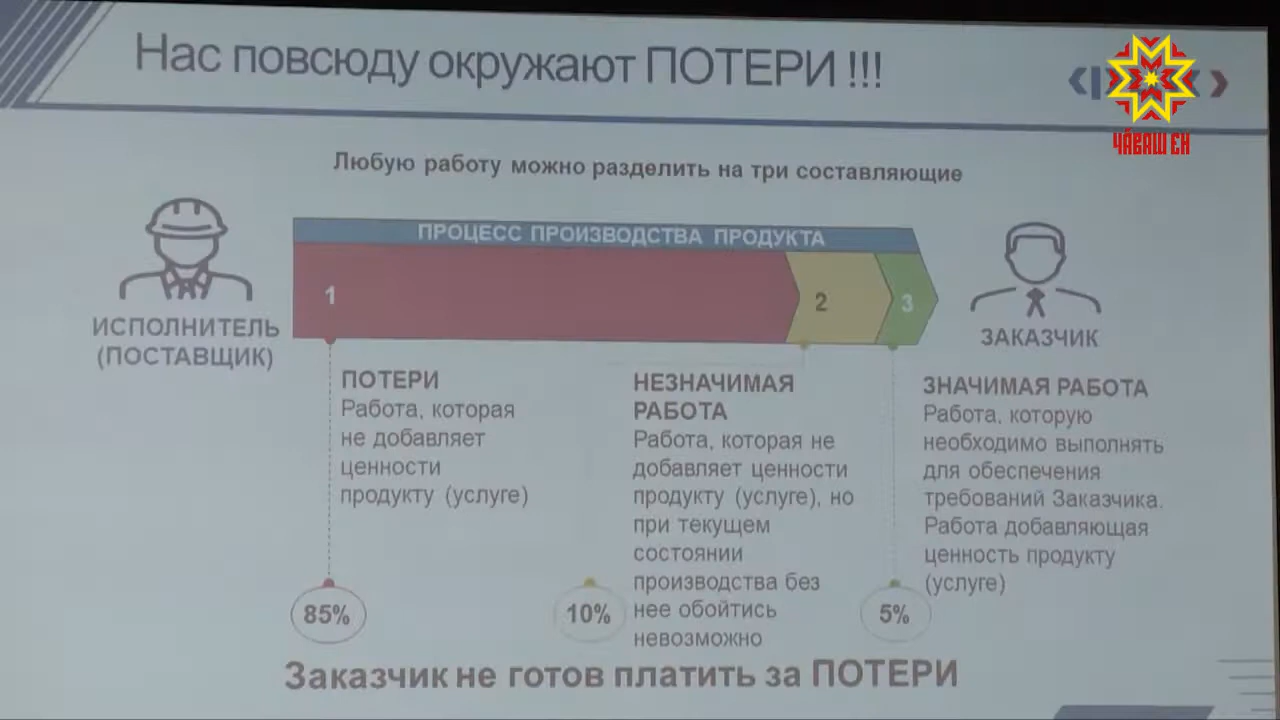 Нас повсюду окружают ПОТЕРИ !!!
ЧӐВАШ ЕН
Любую работу можно разделить на три составляющие
ПРОЦЕСС ПРОИЗВОДСТВА ПРОДУКТА
1
2
3
ИСПОЛНИТЕЛЬ
(ПОСТАВЩИК)
ЗАКАЗЧИК
ПОТЕРИ
Работа, которая
не добавляет
ценности
продукту (услуге)
85%
НЕЗНАЧИМАЯ
РАБОТА
Работа, которая не
добавляет ценности
продукту (услуге), но
при текущем
состоянии
производства без
нее обойтись
невозможно
10%
ЗНАЧИМАЯ РАБОТА
Работа, которую
необходимо выполнять
для обеспечения
требований Заказчика.
Работа добавляющая
ценность продукту
(услуге)
5%
Заказчик не готов платить за ПОТЕРИ